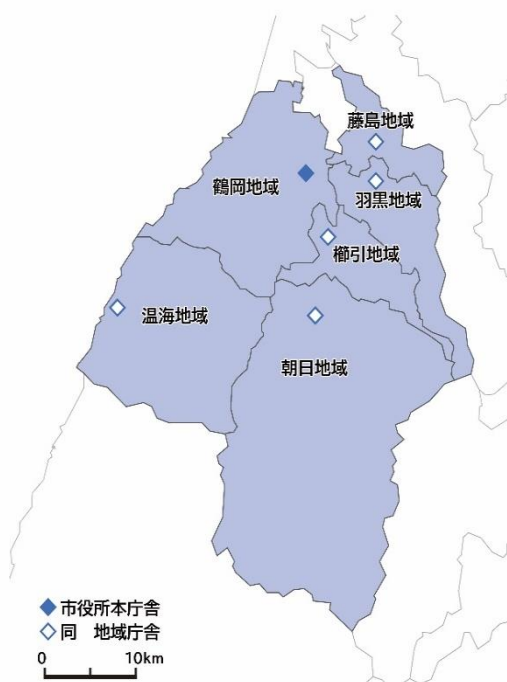 藤島地域
鶴岡地域
羽黒地域
櫛引地域
温海地域
朝日地域
市役所本庁舎
同　地域庁舎
0 10km